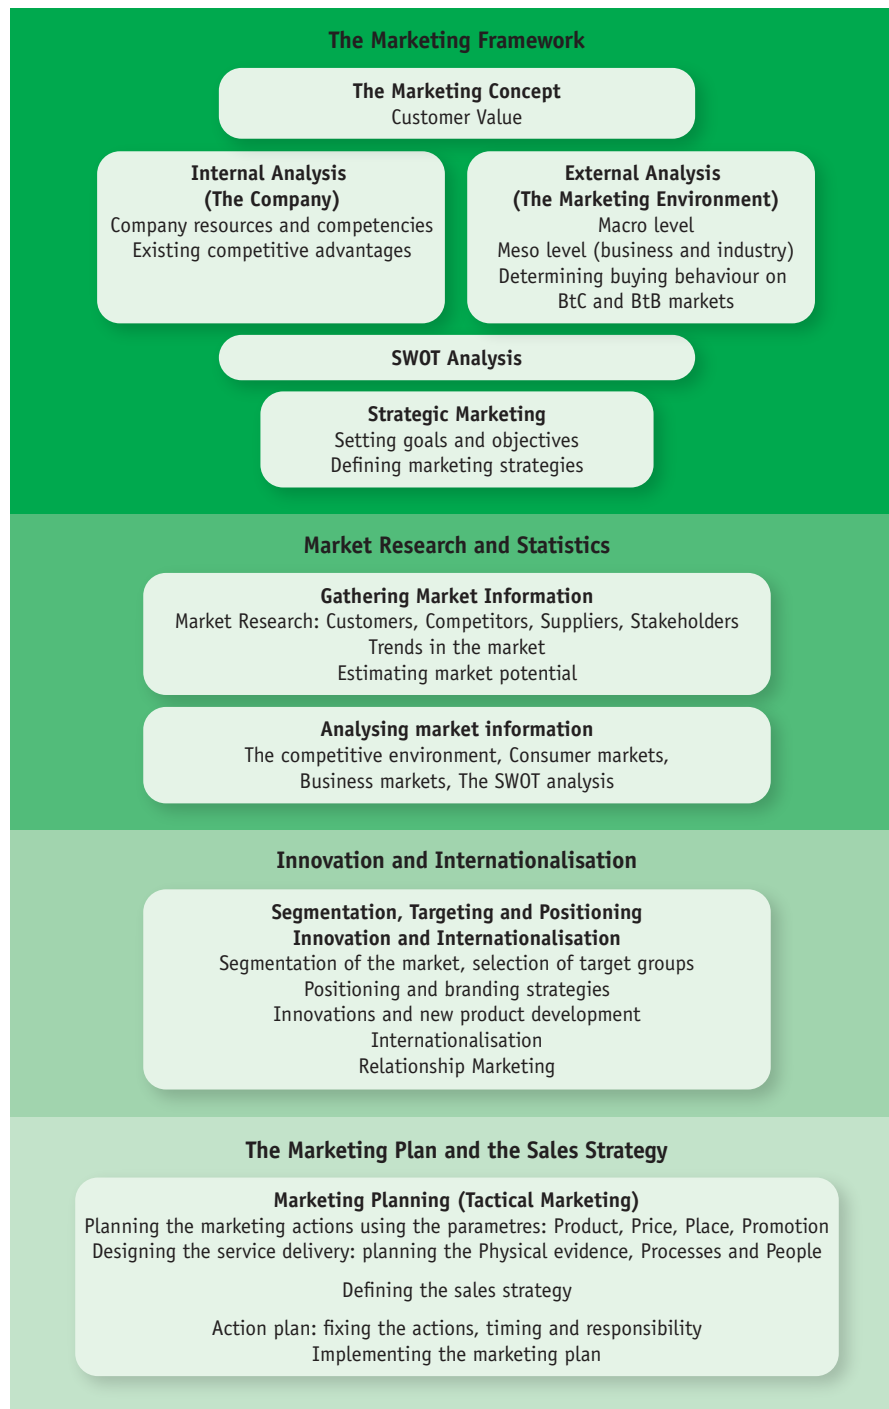 The Marketing Framework
The Marketing Concept
Customer Value
Internal Analysis
(The Company)
Company resources and competencies
Existing competitive advantages
External Analysis
(The Marketing Environment)
Macro level
Meso level (business and industry)
Determining buying behaviour on
BtC and BtB markets
SWOT Analysis
Strategic Marketing
Setting goals and objectives
Defining marketing strategies
Market Research and Statistics
Gathering Market Information
Market Research: Customers, Competitors, Suppliers, Stakeholders
Trends in the market
Estimating market potential
Analysing market information
The competitive environment, Consumer markets,
Business markets, The SWOT analysis
Innovation and Internationalisation
Segmentation, Targeting and Positioning
Innovation and Internationalisation
Segmentation of the market, selection of target groups
Positioning and branding strategies
Innovations and new product development
Internationalisation
Relationship Marketing
The Marketing Plan and the Sales Strategy
Marketing Planning (Tactical Marketing)
Planning the marketing actions using the parametres: Product, Price, Place, Promotion
Designing the service delivery: planning the Physical evidence, Processes and People
Defining the sales strategy
Action plan: fixing the actions, timing and responsibility
Implementing the marketing plan